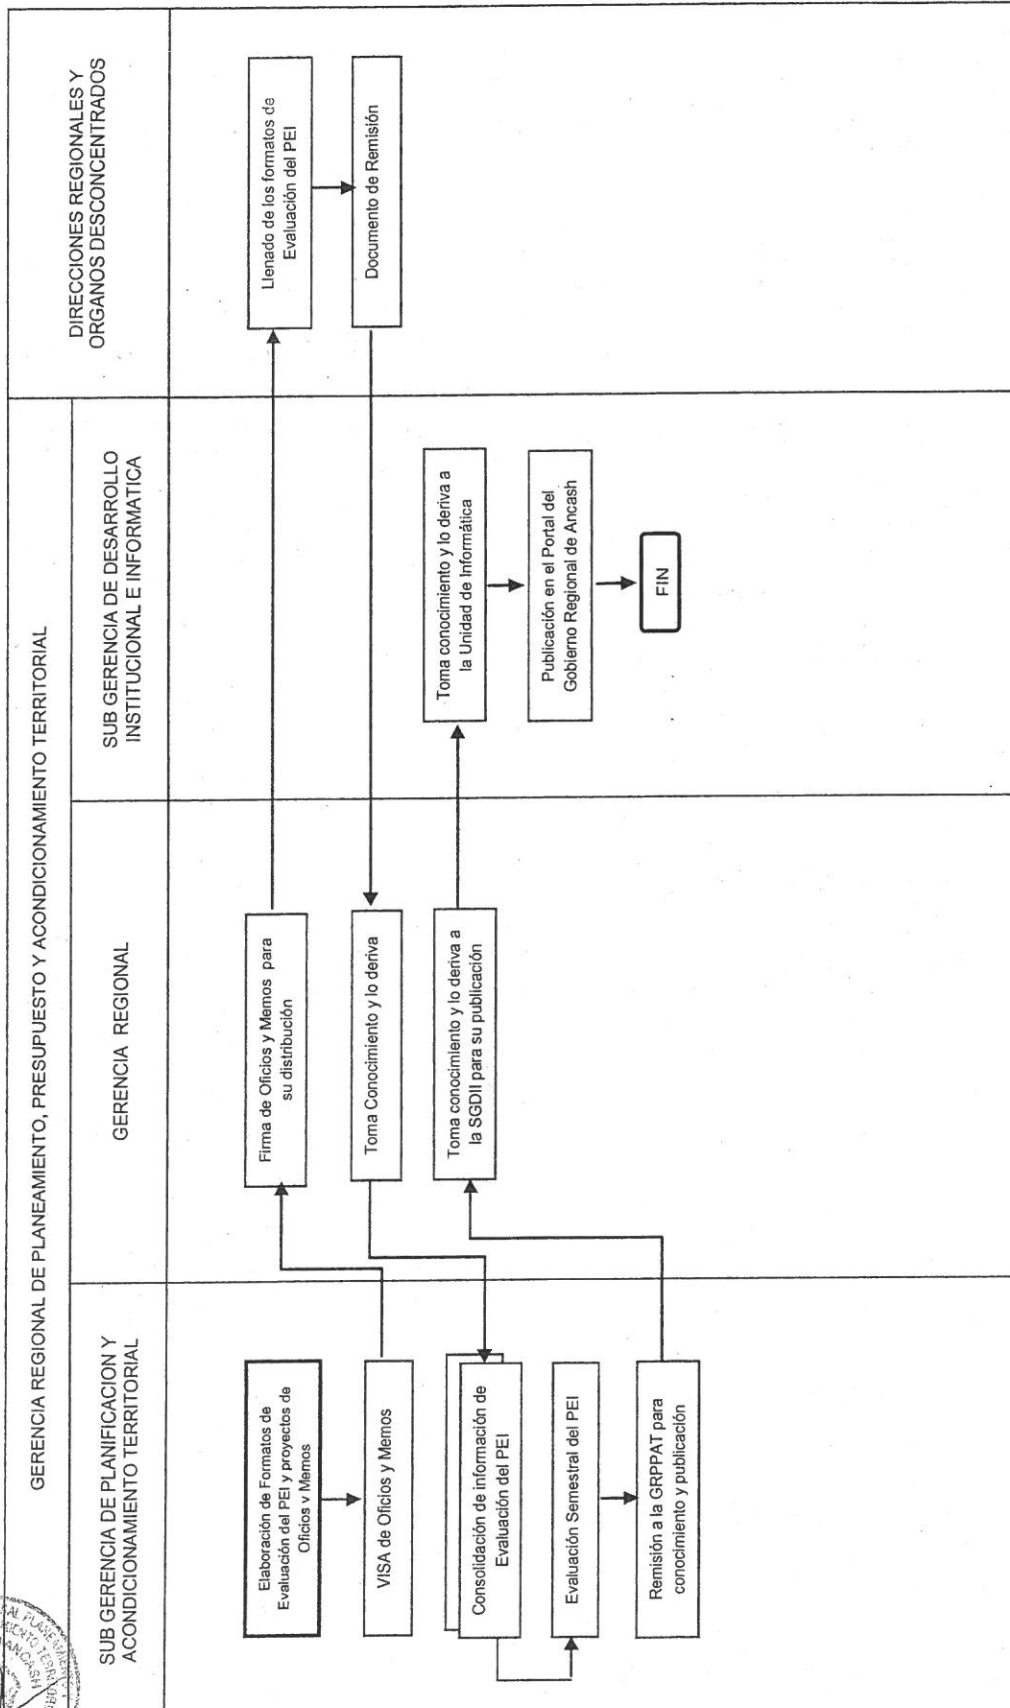 GERENCIA REGIONAL DE PLANEAMIENTO, PRESUPUESTO Y ACONDICIONAMIENTO TERRITORIAL
SUB GERENCIA DE PLANIFICACION Y
ACONDICIONAMIENTO TERRITORIAL
GERENCIA REGIONAL
SUB GERENCIA DE DESARROLLO
INSTITUCIONAL E INFORMATICA
DIRECCIONES REGIONALES Y
ORGANOS DESCONCENTRADOS
Elaboración de Formatos de
Evaluación del PEI y proyectos de
Oficios y Memos
VISA de Oficios y Memos
Firma de Oficios y Memos para
su distribución
Llenado de los formatos de
Evaluación del PEI
Documento de Remisión
Toma Conocimiento y lo deriva
Consolidación de información de
Evaluación del PEI
Evaluación Semestral del PEI
Remisión a la GRPPAT para
conocimiento y publicación
Toma conocimiento y lo deriva a
la SGDII para su publicación
Toma conocimiento y lo deriva a
la Unidad de Informática
Publicación en el Portal del
Gobierno Regional de Ancash
FIN